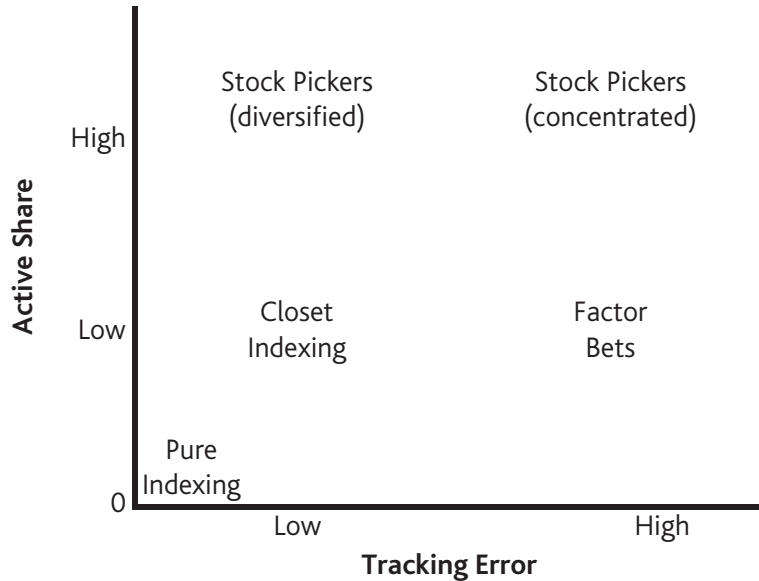 Stock Pickers
(diversified)
Stock Pickers
(concentrated)
High
Active Share
Closet
Indexing
Factor
Bets
Low
Pure
Indexing
0
Low
High
Tracking Error